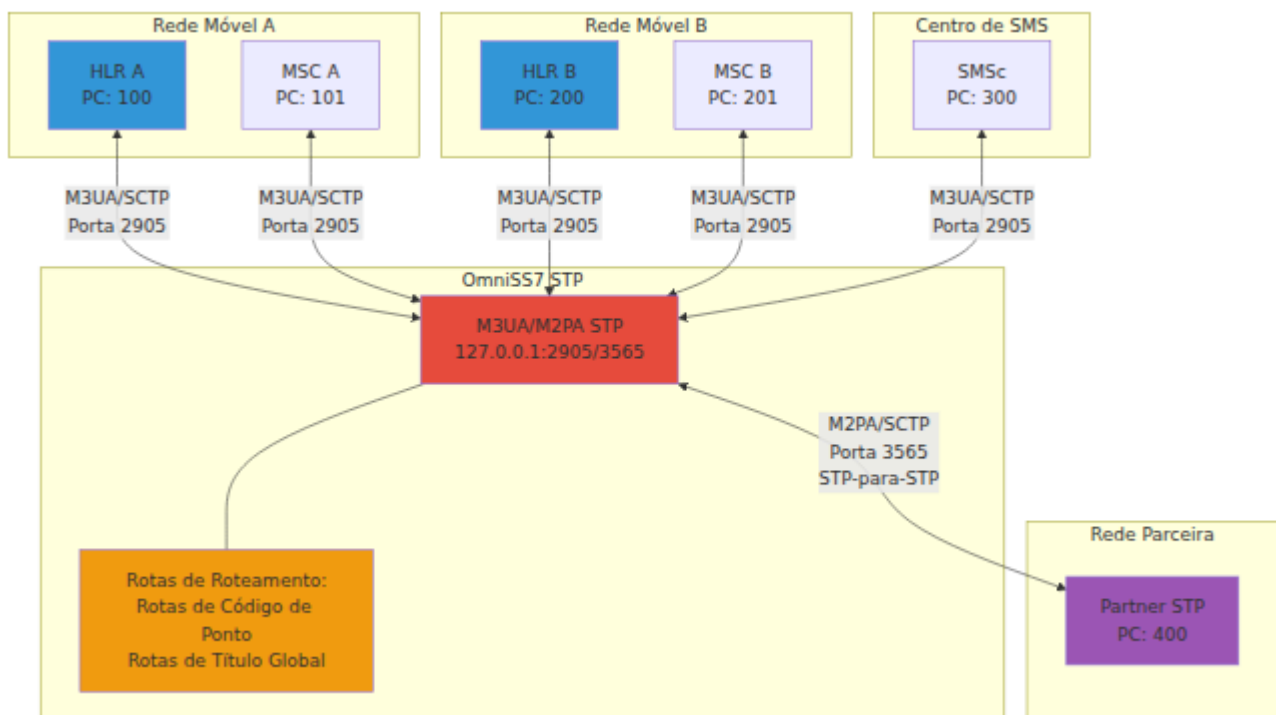 Rede Móvel A
HLR A
PC: 100
MSC A
PC: 101
Rede Móvel B
HLR B
PC: 200
MSC B
PC: 201
Centro de SMS
SMSc
PC: 300
M3UA/SCTP
Porta 2905
M3UA/SCTP
Porta 2905
M3UA/SCTP
Porta 2905
M3UA/SCTP
Porta 2905
M3UA/SCTP
Porta 2905
OmniSS7 STP
M3UA/M2PA STP
127.0.0.1:2905/3565
M2PA/SCTP
Porta 3565
STP-para-STP
Rotas de Roteamento:
Rotas de Código de
Ponto
Rotas de Título Global
Rede Parceira
Partner STP
PC: 400